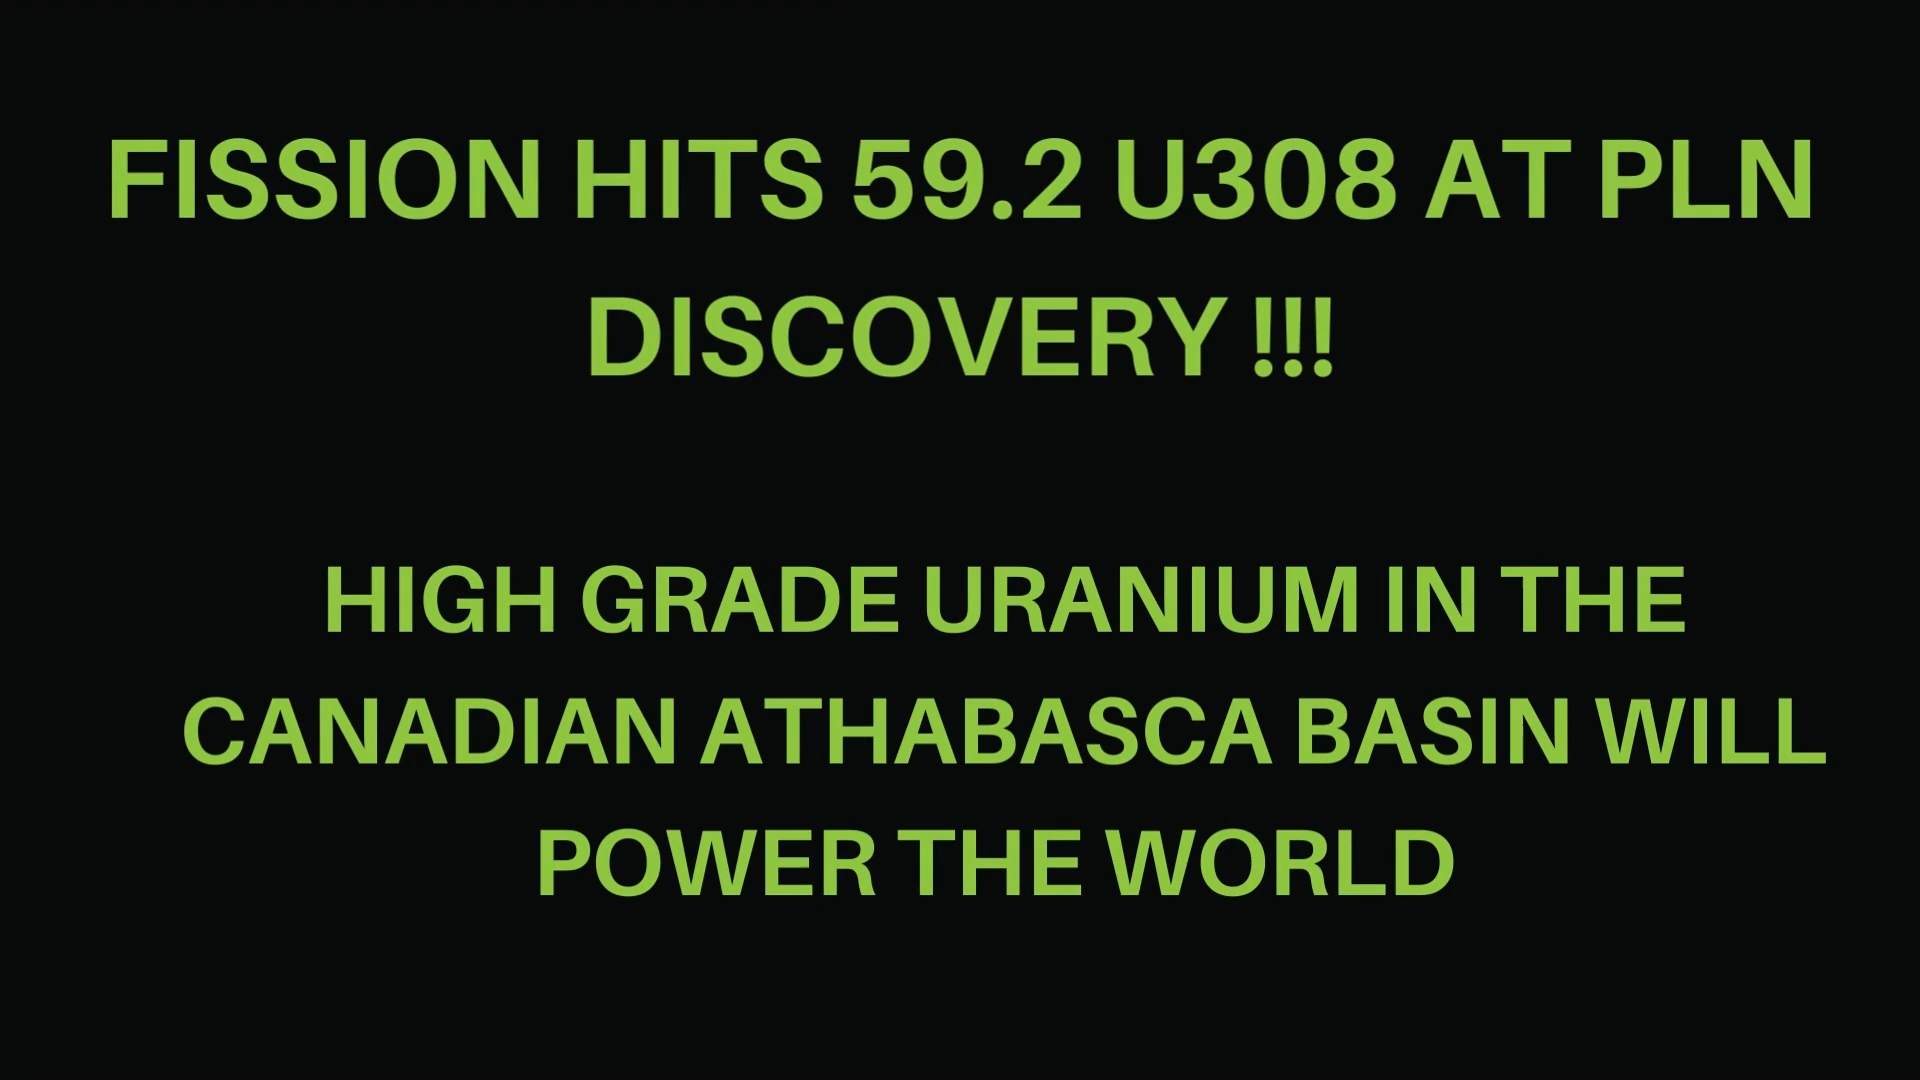 FISSION HITS 59.2 U308 AT PLN
DISCOVERY !!!
HIGH GRADE URANIUM IN THE
CANADIAN ATHABASCA BASIN WILL
POWER THE WORLD